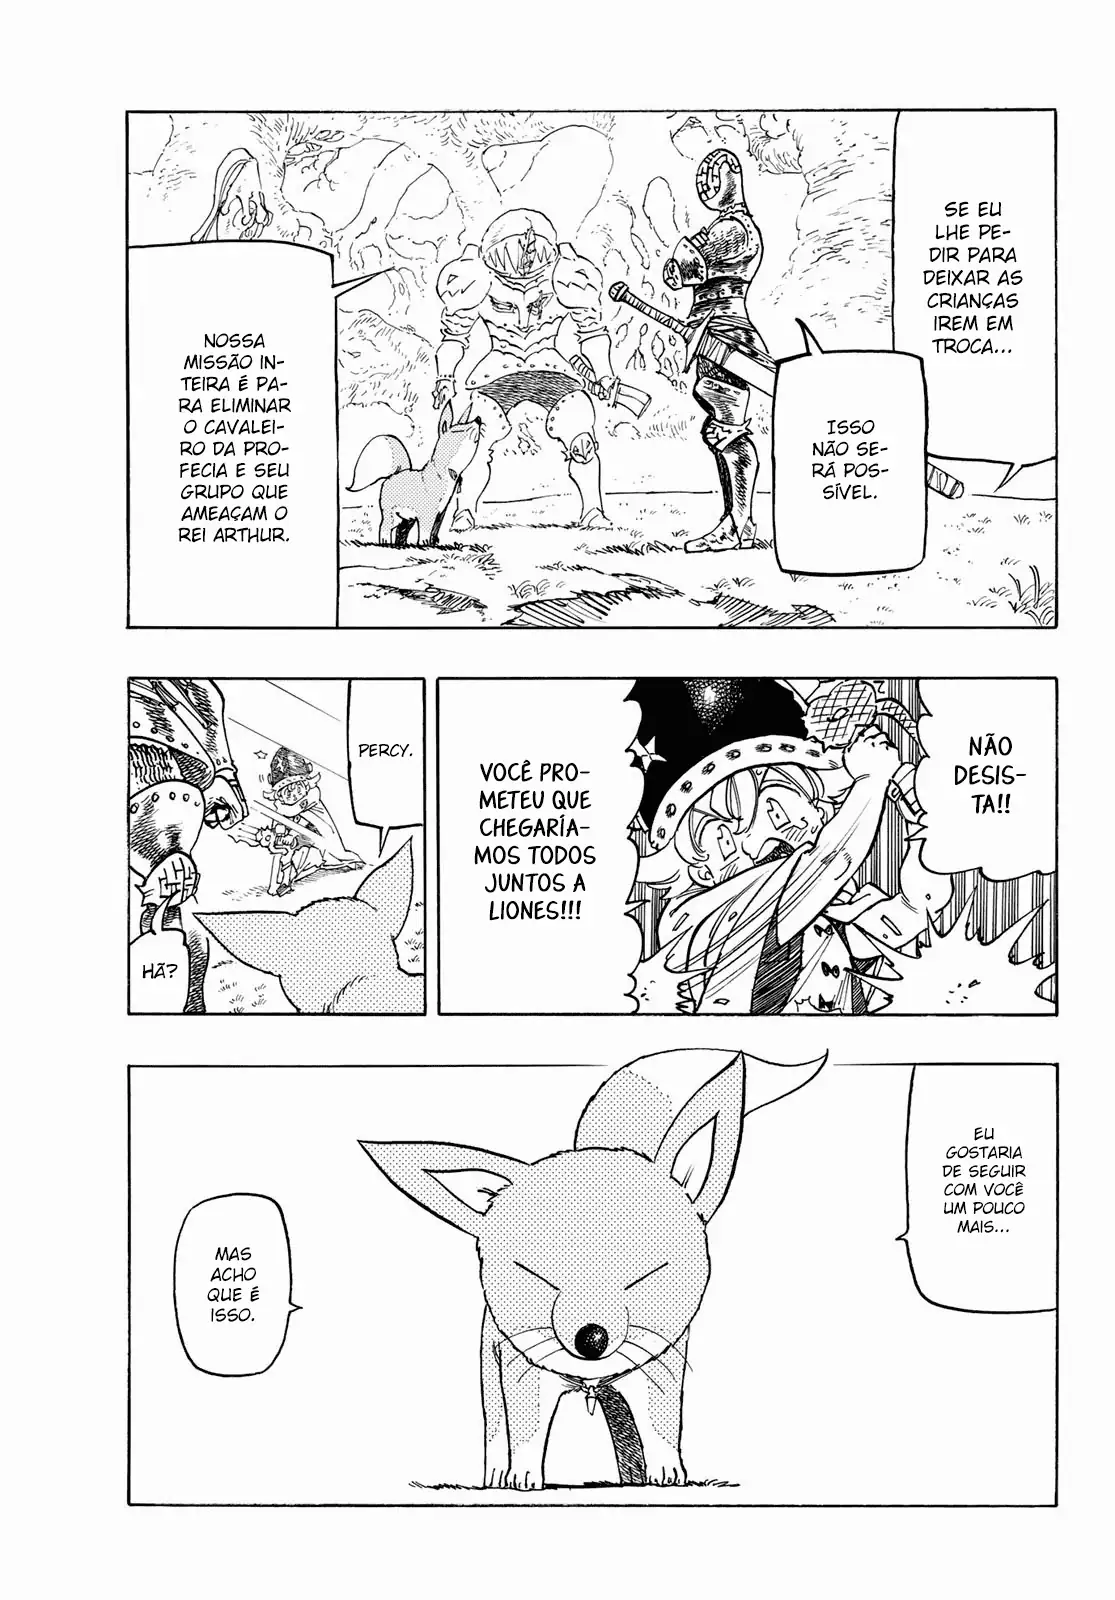 SE EU
LHE PE-
DIR PARA
DEIXAR AS
CRIANÇAS
IREM EM
TROCA...
ISSO
NÃO SE-
RÁ POS-
SÍVEL.
NOSSA
MISSÃO IN-
TEIRA É PA-
RA ELIMINAR
O CAVALEI-
RO DA PRO-
FECIA E SEU
GRUPO QUE
AMEAÇAM O
REI ARTHUR.
NÃO
DESIS-
TA!!
VOCÊ PRO-
METEU QUE
CHEGARÍA-
MOS TODOS
JUNTOS A
LIONES!!!
PERCY.
HÃ?
EU
GOSTARIA
DE SEGUIR
COM VOCÊ
UM POUCO
MAIS...
MAS
ACHO
QUE É
ISSO.